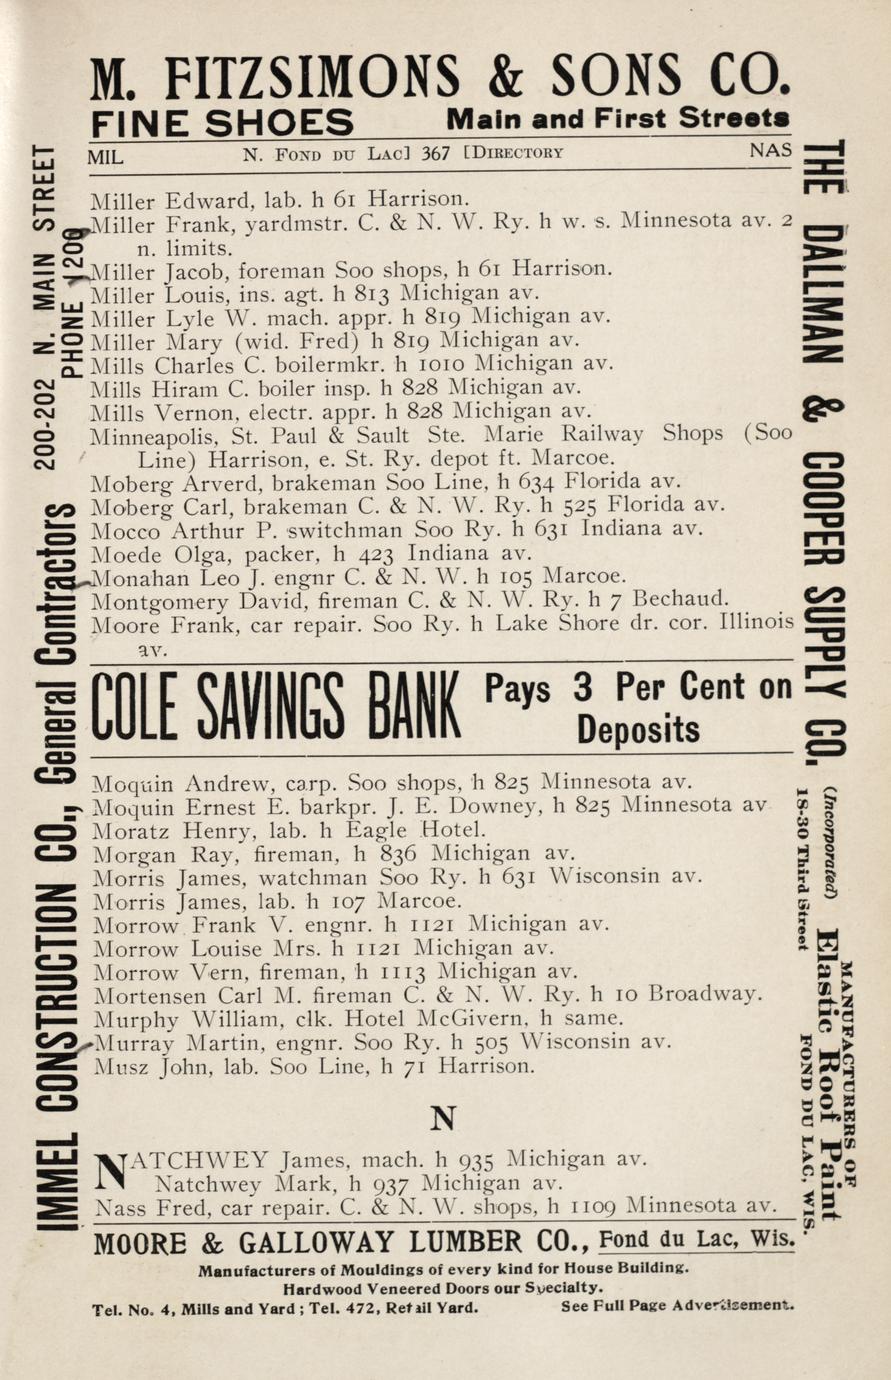 M. FITZSIMONS & SONS CO.
FINE SHOES Main and First Streets
MIL N. FOND DU LAC] 367 [DIRECTORY NAS
Miller Edward, lab. h 61 Harrison.
Miller Frank, yardmstr. C. & N. W. Ry. h w. s. Minnesota av. 2
n. limits.
Miller Jacob, foreman Soo shops, h 61 Harrison.
Miller Louis, ins. agt. h 813 Michigan av.
Miller Lyle W. mach. appr. h 819 Michigan av.
Miller Mary (wid. Fred) h 819 Michigan av.
Mills Charles C. boilermkr. h 1010 Michigan av.
Mills Hiram C. boiler insp. h 828 Michigan av.
Mills Vernon, electr. appr. h 828 Michigan av.
Minneapolis, St. Paul & Sault Ste. Marie Railway Shops (Soo
Line) Harrison, e. St. Ry. depot ft. Marcoe.
Moberg Arverd, brakeman Soo Line, h 634 Florida av.
Moberg Carl, brakeman C. & N. W. Ry. h 525 Florida av.
Mocco Arthur P. switchman Soo Ry. h 631 Indiana av.
Moede Olga, packer, h 423 Indiana av.
Monahan Leo J. engnr C. & N. W. h 105 Marcoe.
Montgomery David, fireman C. & N. W. Ry. h 7 Bechaud.
Moore Frank, car repair. Soo Ry. h Lake Shore dr. cor. Illinois
av.
COLE SAVINGS BANK Pays 3 Per Cent on
Deposits
Moquin Andrew, carp. Soo shops, h 825 Minnesota av.
Moquin Ernest E. barkpr. J. E. Downey, h 825 Minnesota av
Moratz Henry, lab. h Eagle Hotel.
Morgan Ray, fireman, h 836 Michigan av.
Morris James, watchman Soo Ry. h 631 Wisconsin av.
Morris James, lab. h 107 Marcoe.
Morrow Frank V. engnr. h 1121 Michigan av.
Morrow Louise Mrs. h 1121 Michigan av.
Morrow Vern, fireman, h 1113 Michigan av.
Mortensen Carl M. fireman C. & N. W. Ry. h 10 Broadway.
Murphy William, clk. Hotel McGivern, h same.
Murray Martin, engnr. Soo Ry. h 505 Wisconsin av.
Musz John, lab. Soo Line, h 71 Harrison.
N
NATCHWEY James, mach. h 935 Michigan av.
Natchwey Mark, h 937 Michigan av.
Nass Fred, car repair. C. & N. W. shops, h 1109 Minnesota av.
MOORE & GALLOWAY LUMBER CO., Fond du Lac, Wis.
Manufacturers of Mouldings of every kind for House Building.
Hardwood Veneered Doors our Specialty.
Tel. No. 4, Mills and Yard; Tel. 472, Retail Yard. See Full Page Advertisement.
IMMEL CONSTRUCTION CO., General Contractors
200-202 N. MAIN STREET
PHONE 1200
THE DALLMAN & COOPER SUPPLY CO.
(Incorporated)
18-30 Third Street
MANUFACTURERS OF
Elastic Roof Paint
FOND DU LAC, WIS.